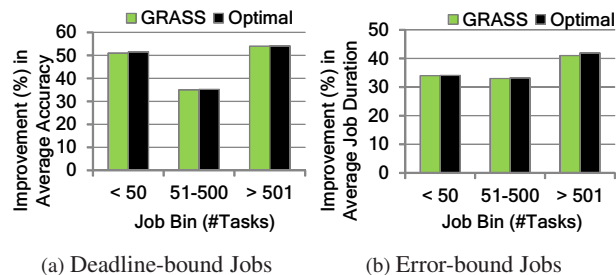 GRASS Optimal
Improvement (%) in
Average Accuracy
60
50
40
30
20
10
0
< 50 51-500 > 501
Job Bin (#Tasks)
(a) Deadline-bound Jobs
GRASS Optimal
Improvement (%) in
Average Job Duration
50
40
30
20
10
0
< 50 51-500 > 501
Job Bin (#Tasks)
(b) Error-bound Jobs